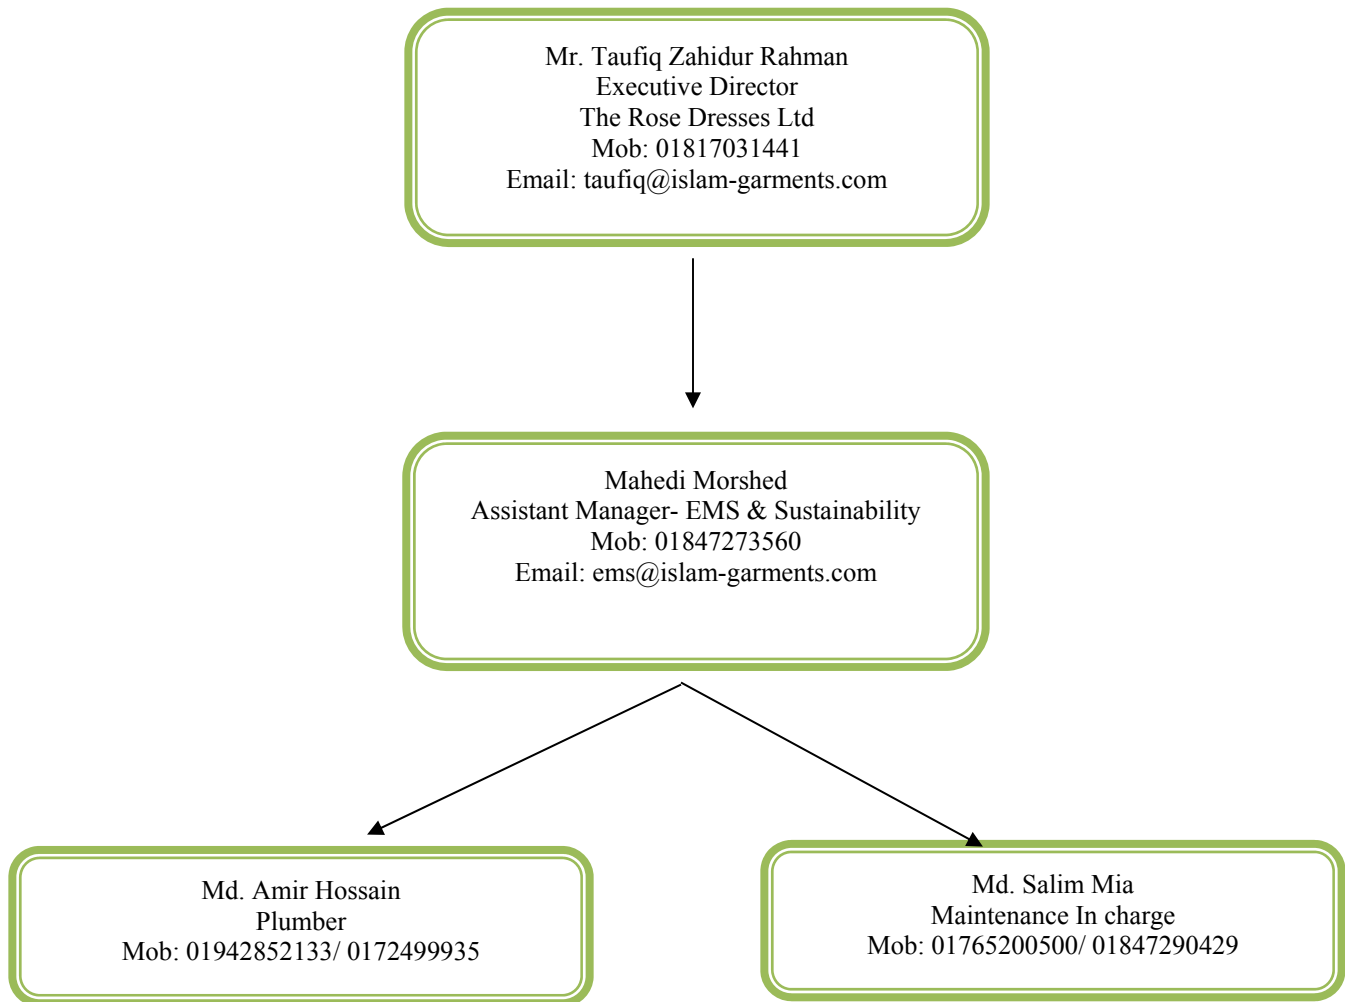 Mr. Taufiq Zahidur Rahman
Executive Director
The Rose Dresses Ltd
Mob: 01817031441
Email: taufiq@islam-garments.com
Mahedi Morshed
Assistant Manager- EMS & Sustainability
Mob: 01847273560
Email: ems@islam-garments.com
Md. Amir Hossain
Plumber
Mob: 01942852133/ 0172499935
Md. Salim Mia
Maintenance In charge
Mob: 01765200500/ 01847290429